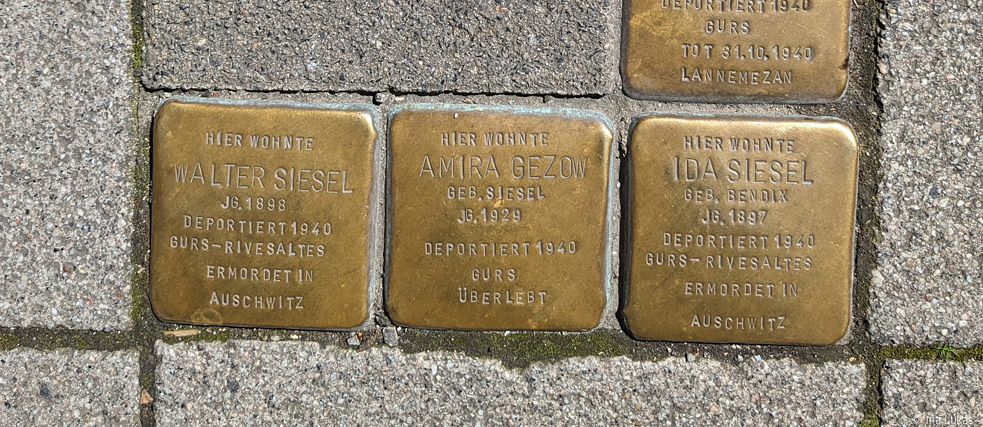 DEPORTIERT 1940
GURS
TOT 31.10.1940
LANNEMEZAN
HIER WOHNTE
WALTER SIESEL
JG. 1898
DEPORTIERT 1940
GURS-RIVESALTES
ERMORDET IN
AUSCHWITZ
HIER WOHNTE
AMIRA GEZOW
GEB. SIESEL
JG. 1929
DEPORTIERT 1940
GURS
ÜBERLEBT
HIER WOHNTE
IDA SIESEL
GEB. BENDIX
JG. 1897
DEPORTIERT 1940
GURS-RIVESALTES
ERMORDET IN
AUSCHWITZ